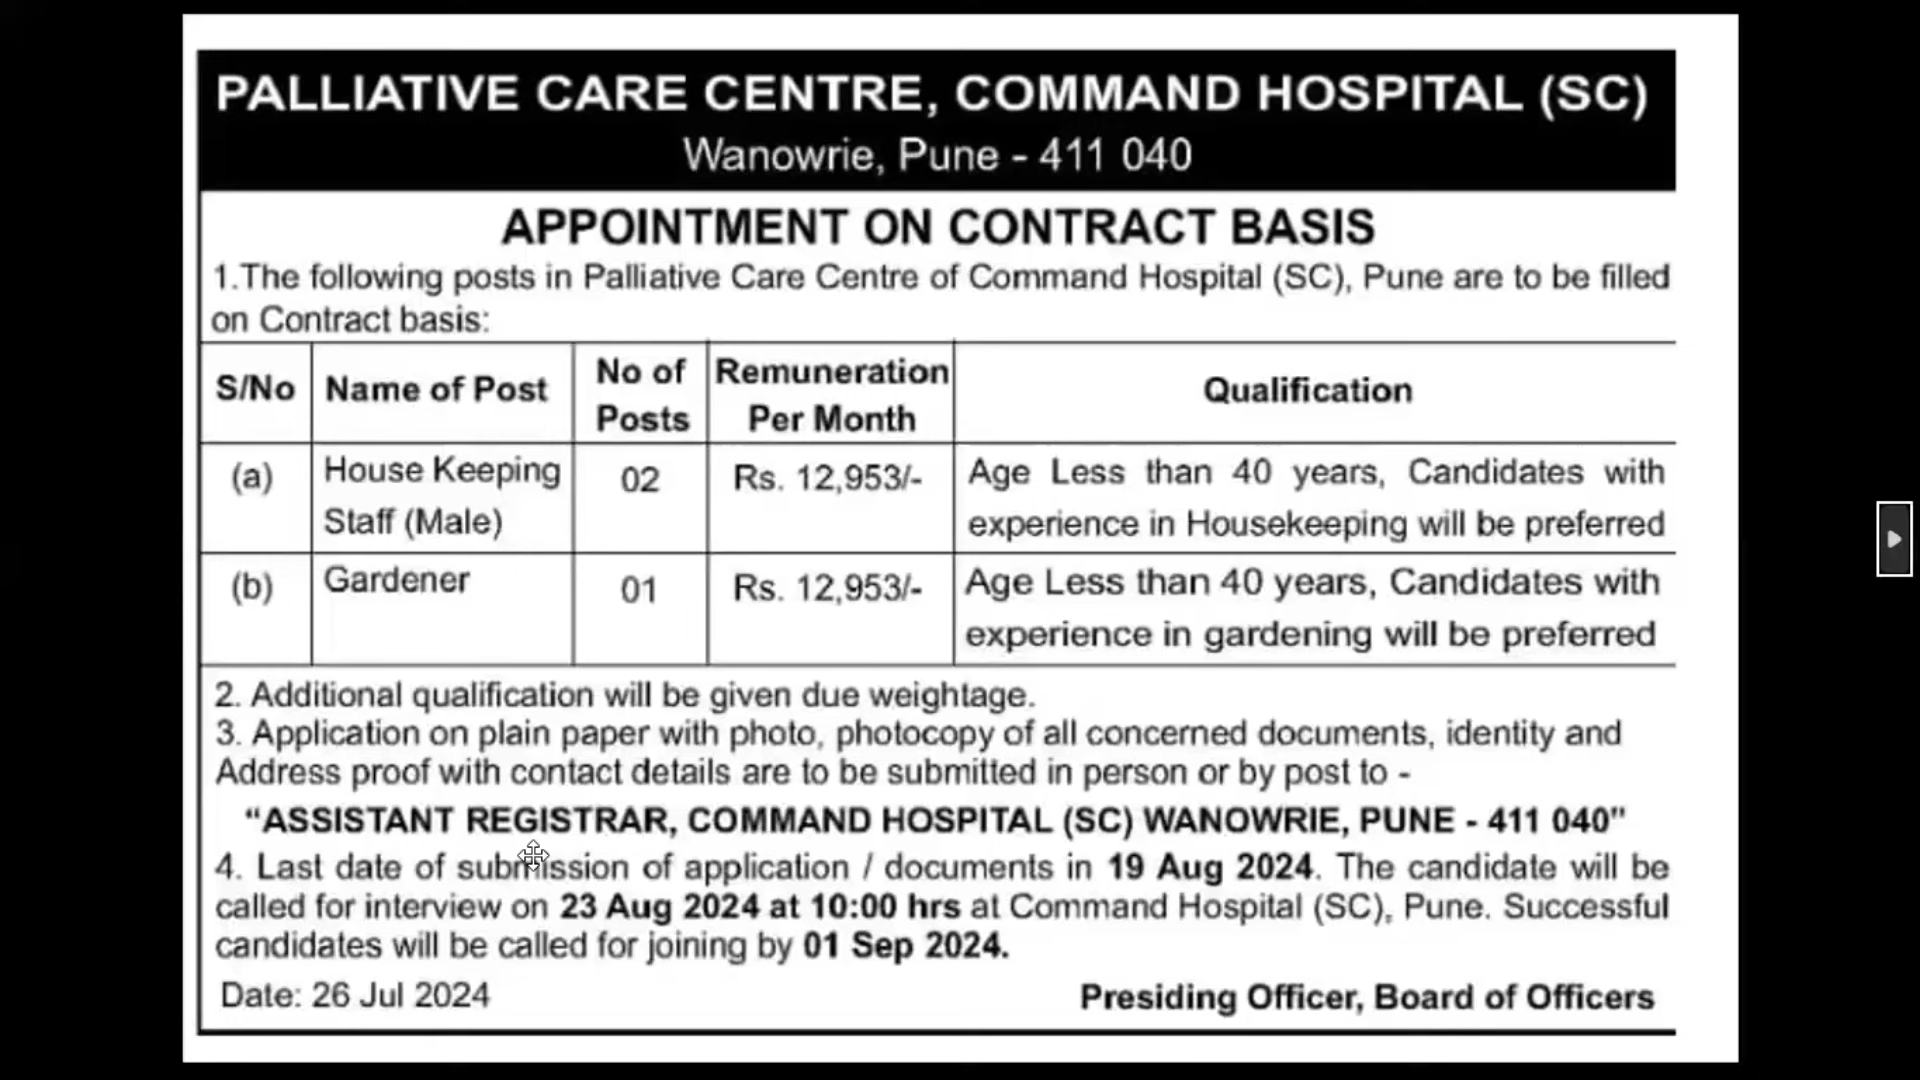 PALLIATIVE CARE CENTRE, COMMAND HOSPITAL (SC)
Wanowrie, Pune - 411 040
APPOINTMENT ON CONTRACT BASIS
1.The following posts in Palliative Care Centre of Command Hospital (SC), Pune are to be filled
on Contract basis:
S/No Name of Post No of Posts Remuneration Per Month Qualification
(a) House Keeping Staff (Male) 02 Rs. 12,953/- Age Less than 40 years, Candidates with
experience in Housekeeping will be preferred
(b) Gardener 01 Rs. 12,953/- Age Less than 40 years, Candidates with
experience in gardening will be preferred
2. Additional qualification will be given due weightage.
3. Application on plain paper with photo, photocopy of all concerned documents, identity and
Address proof with contact details are to be submitted in person or by post to -
“ASSISTANT REGISTRAR, COMMAND HOSPITAL (SC) WANOWRIE, PUNE - 411 040”
4. Last date of submission of application / documents in 19 Aug 2024. The candidate will be
called for interview on 23 Aug 2024 at 10:00 hrs at Command Hospital (SC), Pune. Successful
candidates will be called for joining by 01 Sep 2024.
Date: 26 Jul 2024
Presiding Officer, Board of Officers